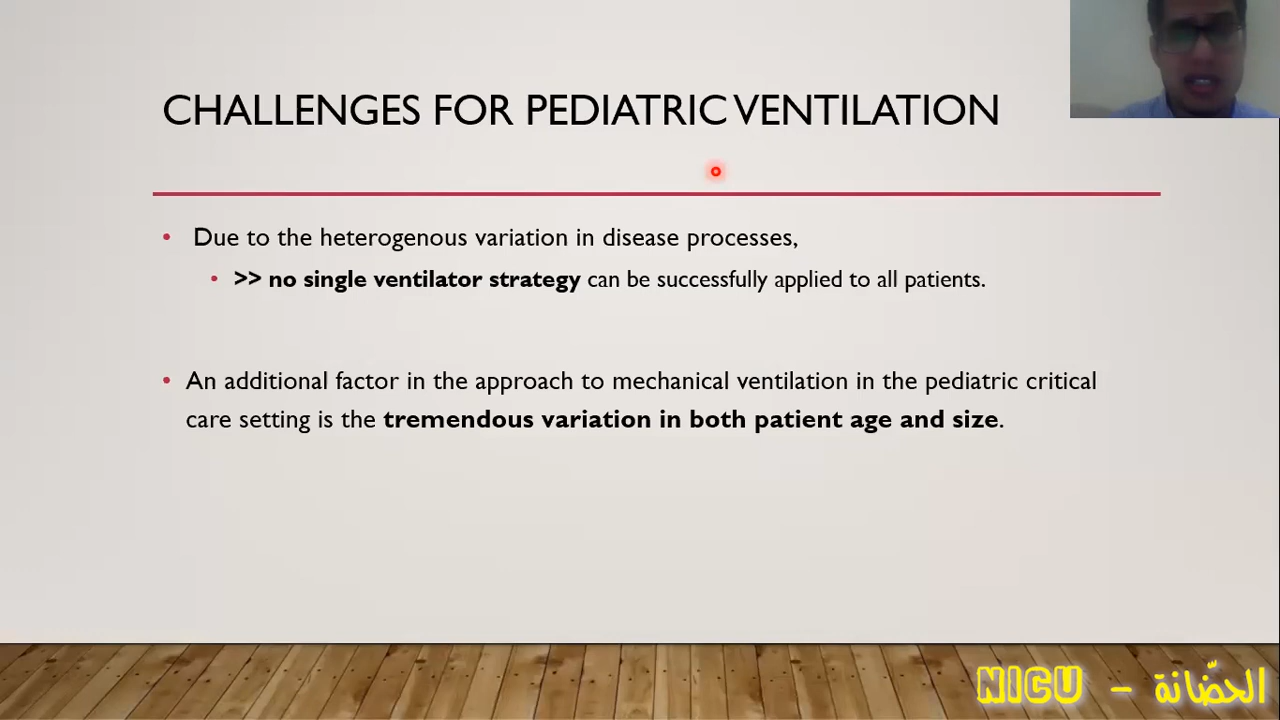 CHALLENGES FOR PEDIATRIC VENTILATION
• Due to the heterogenous variation in disease processes,
• >> no single ventilator strategy can be successfully applied to all patients.
• An additional factor in the approach to mechanical ventilation in the pediatric critical
care setting is the tremendous variation in both patient age and size.
NICU - الحضّانة